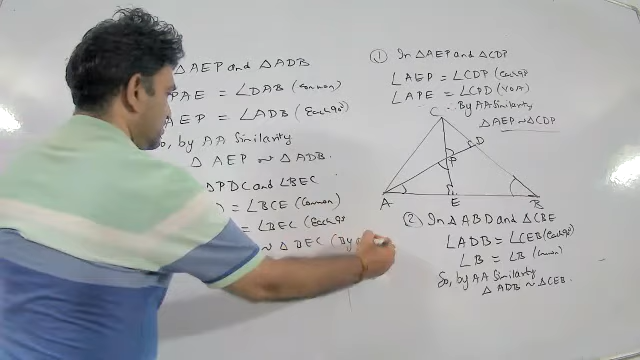 △AEP and △ADB
PAE = ∠DAB (Common)
AEP = ∠ADB (Each 90°)
So, by AA Similarity
△AEP ~ △ADB.
△PDC and ∠BEC
= ∠BCE (Common)
= ∠BEC (Each 90
~ △BEC (By
① In △AEP and △CDP
∠AEP = ∠CDP (Each 90
∠APE = ∠CPD (VOA)
∴ By AA Similarity
△AEP ~ △CDP
C
D
P
A
E
B
② In △ABD and △CBE
∠ADB = ∠CEB (Each 90)
∠B = ∠B (Common)
So, by AA Similarity
△ADB ~ △CEB.